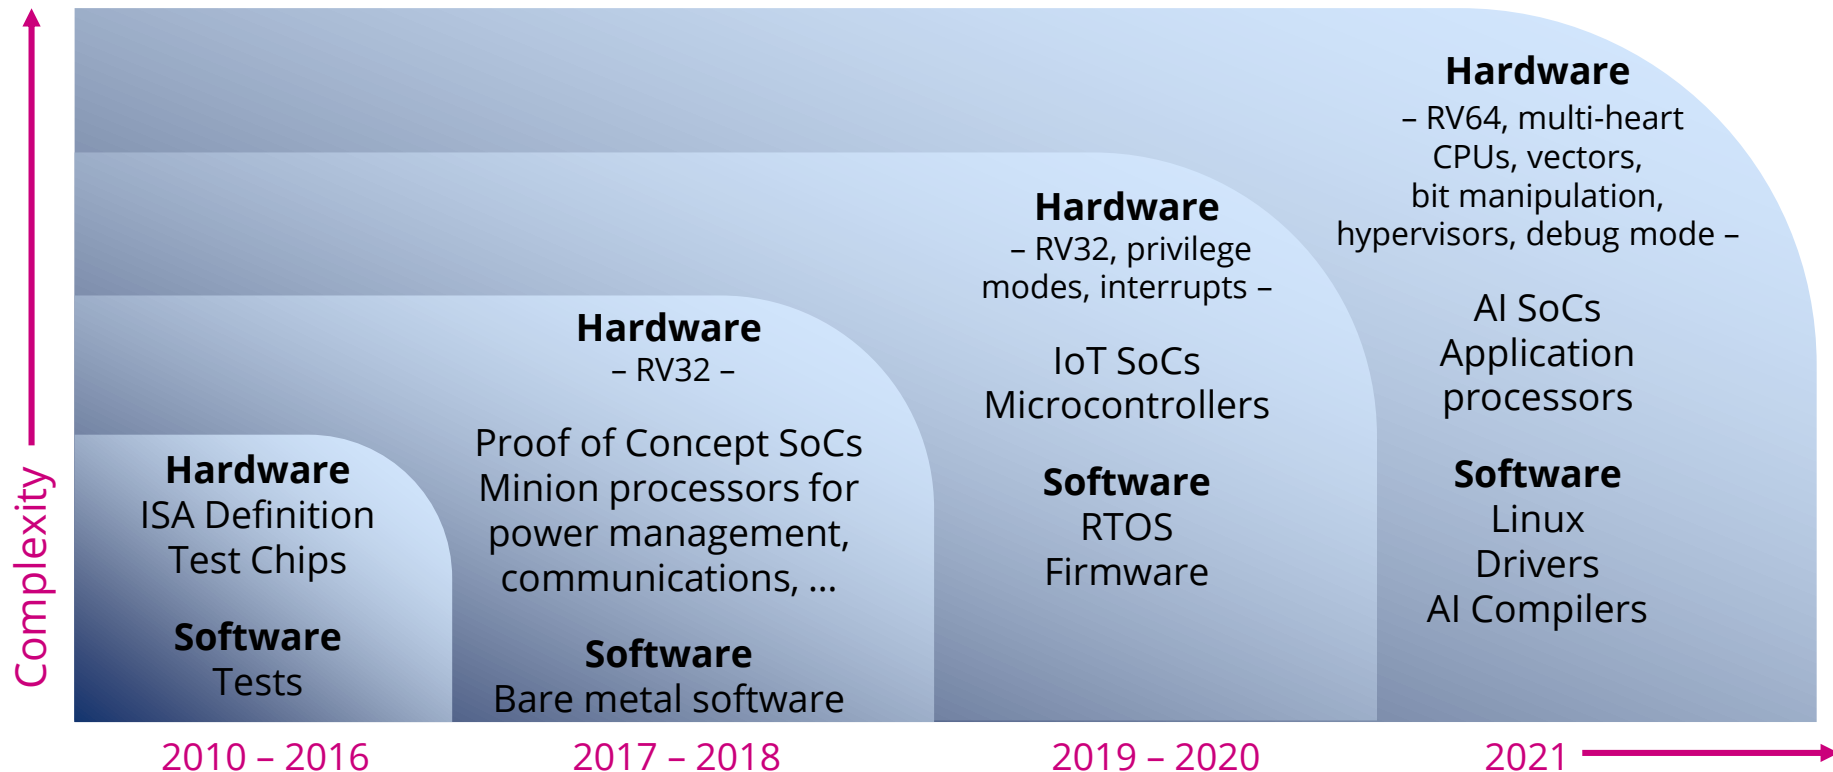 Complexity
Hardware
ISA Definition
Test Chips
Software
Tests
2010 – 2016
Hardware
– RV32 –
Proof of Concept SoCs
Minion processors for
power management,
communications, ...
Software
Bare metal software
2017 – 2018
Hardware
– RV32, privilege
modes, interrupts –
IoT SoCs
Microcontrollers
Software
RTOS
Firmware
2019 – 2020
Hardware
– RV64, multi-heart
CPUs, vectors,
bit manipulation,
hypervisors, debug mode –
AI SoCs
Application
processors
Software
Linux
Drivers
AI Compilers
2021